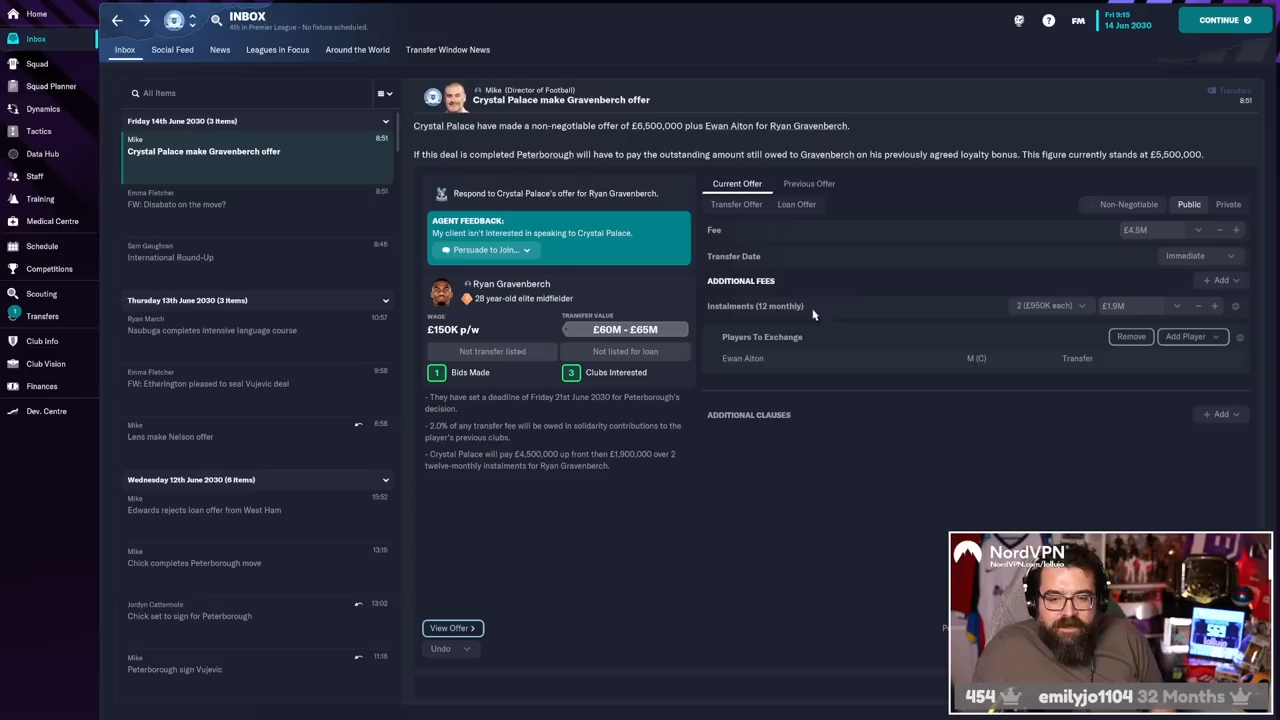 Home
Inbox
Squad
Squad Planner
Dynamics
Tactics
Data Hub
Staff
Training
Medical Centre
Schedule
Competitions
Scouting
1
Transfers
Club Info
Club Vision
Finances
Dev. Centre
INBOX
4th in Premier League - No fixture scheduled.
?
FM
Fri 9:15
14 Jun 2030
CONTINUE
Inbox
Social Feed
News
Leagues in Focus
Around the World
Transfer Window News
All Items
Friday 14th June 2030 (3 items)
Mike
8:51
Crystal Palace make Gravenberch offer
Emma Fletcher
8:51
FW: Disabato on the move?
Sam Gaughran
8:46
International Round-Up
Thursday 13th June 2030 (3 items)
Ryan March
10:57
Nsubuga completes intensive language course
Emma Fletcher
9:58
FW: Etherington pleased to seal Vujevic deal
Mike
6:58
Lens make Nelson offer
Wednesday 12th June 2030 (6 items)
Mike
15:52
Edwards rejects loan offer from West Ham
Mike
13:15
Chick completes Peterborough move
Jordyn Cattermole
13:02
Chick set to sign for Peterborough
Mike
11:16
Peterborough sign Vujevic
Mike (Director of Football)
Transfers
Crystal Palace make Gravenberch offer
8:51
Crystal Palace have made a non-negotiable offer of £6,500,000 plus Ewan Aiton for Ryan Gravenberch.
If this deal is completed Peterborough will have to pay the outstanding amount still owed to Gravenberch on his previously agreed loyalty bonus. This figure currently stands at £5,500,000.
Respond to Crystal Palace's offer for Ryan Gravenberch.
AGENT FEEDBACK:
My client isn't interested in speaking to Crystal Palace.
Persuade to Join...
Ryan Gravenberch
28 year-old elite midfielder
WAGE
TRANSFER VALUE
£150K p/w
£60M - £65M
Not transfer listed
Not listed for loan
1 Bids Made
3 Clubs Interested
- They have set a deadline of Friday 21st June 2030 for Peterborough's
decision.
- 2.0% of any transfer fee will be owed in solidarity contributions to the
player's previous clubs.
- Crystal Palace will pay £4,500,000 up front then £1,900,000 over 2
twelve-monthly instalments for Ryan Gravenberch.
View Offer
Undo
Current Offer
Previous Offer
Transfer Offer
Loan Offer
Non-Negotiable
Public
Private
Fee
£4.5M
Transfer Date
Immediate
ADDITIONAL FEES
+ Add
Instalments (12 monthly)
2 (£950K each)
£1.9M
Players To Exchange
Remove
Add Player
Ewan Aiton
M (C)
Transfer
ADDITIONAL CLAUSES
+ Add
NordVPN
NordVPN.com/lollujo
lollujo
454
emilyjo1104 32 Months